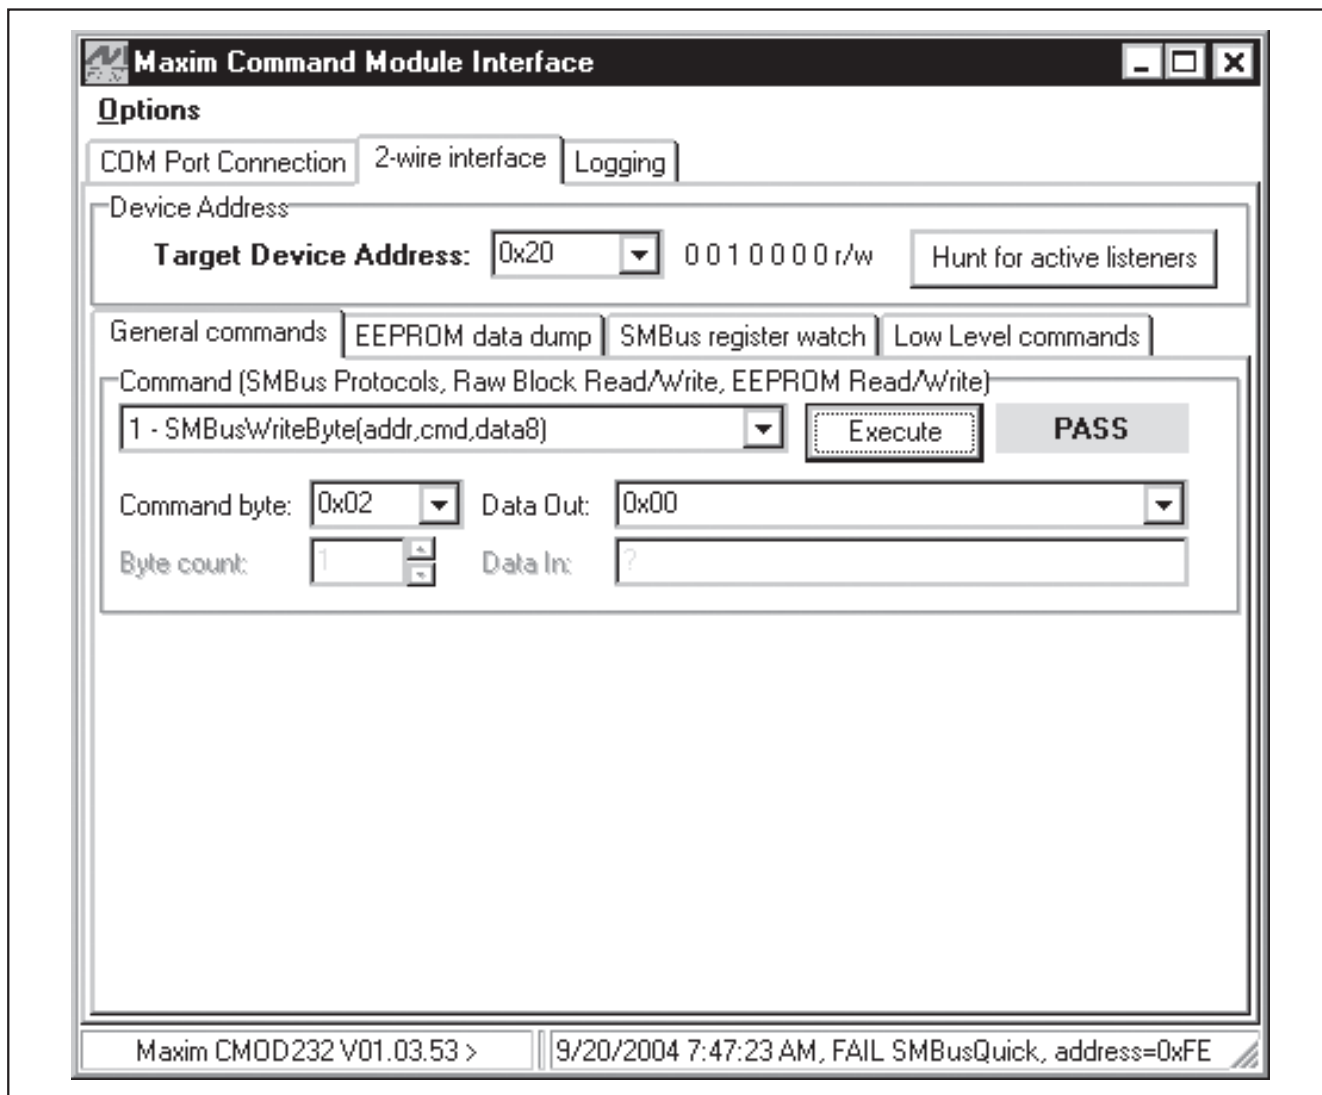 Maxim Command Module Interface
Options
COM Port Connection 2-wire interface Logging
Device Address
Target Device Address: 0x20 0 0 1 0 0 0 0 r/w Hunt for active listeners
General commands EEPROM data dump SMBus register watch Low Level commands
Command (SMBus Protocols, Raw Block Read/Write, EEPROM Read/Write)
1 - SMBusWriteByte(addr,cmd,data8) Execute PASS
Command byte: 0x02 Data Out: 0x00
Byte count: 1 Data In: ?
Maxim CMOD232 V01.03.53 > 9/20/2004 7:47:23 AM, FAIL SMBusQuick, address=0xFE